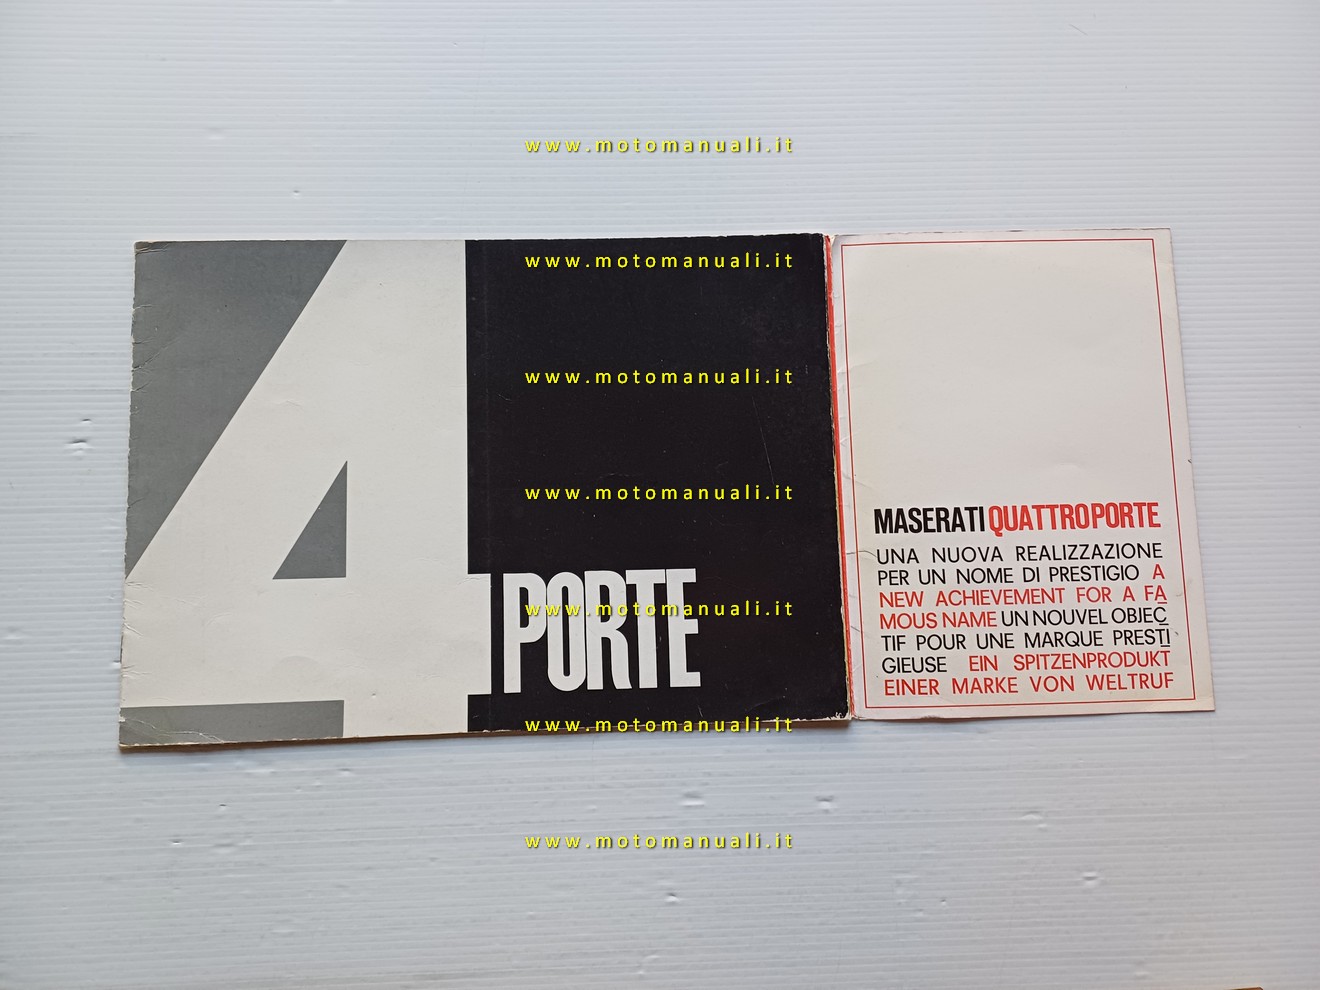 www.motomanuali.it
www.motomanuali.it
www.motomanuali.it
www.motomanuali.it
www.motomanuali.it
www.motomanuali.it
www.motomanuali.it
4 PORTE
MASERATI QUATTROPORTE
UNA NUOVA REALIZZAZIONE
PER UN NOME DI PRESTIGIO A
NEW ACHIEVEMENT FOR A FA
MOUS NAME UN NOUVEL OBJEC
TIF POUR UNE MARQUE PRESTI
GIEUSE EIN SPITZENPRODUKT
EINER MARKE VON WELTRUF